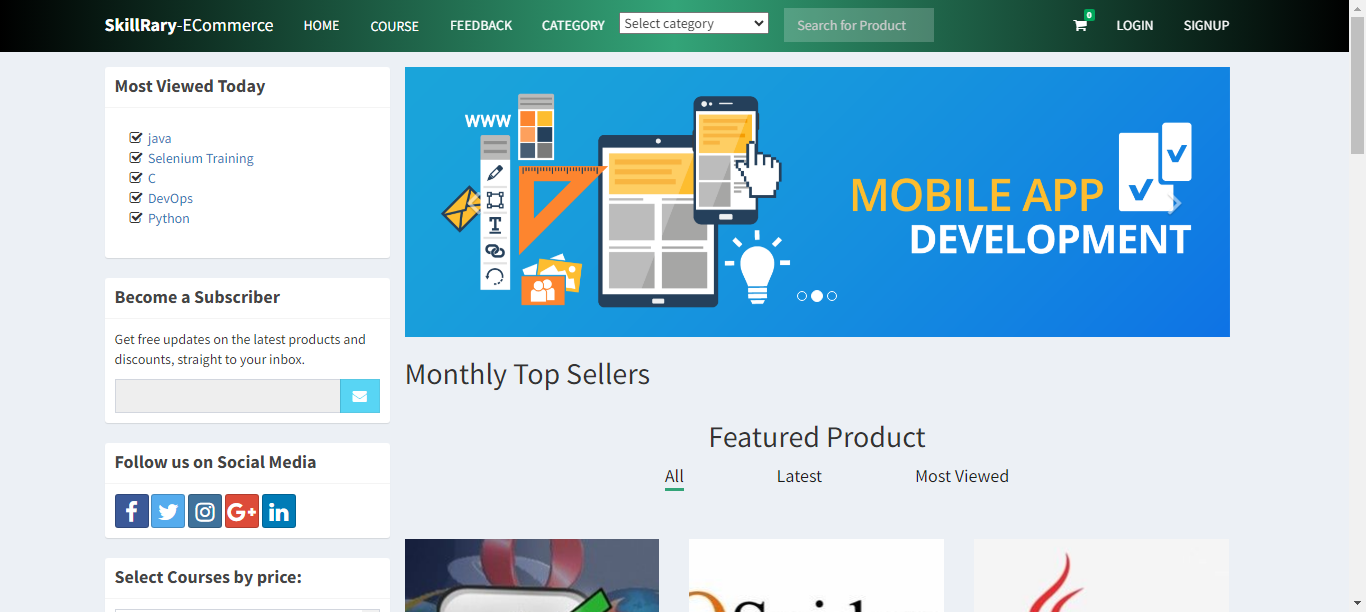 SkillRary-ECommerce HOME COURSE FEEDBACK CATEGORY Select category Search for Product 0 LOGIN SIGNUP
Most Viewed Today
java
Selenium Training
C
DevOps
Python
Become a Subscriber
Get free updates on the latest products and
discounts, straight to your inbox.
Follow us on Social Media
Select Courses by price:
WWW
T
MOBILE APP
DEVELOPMENT
Monthly Top Sellers
Featured Product
All Latest Most Viewed